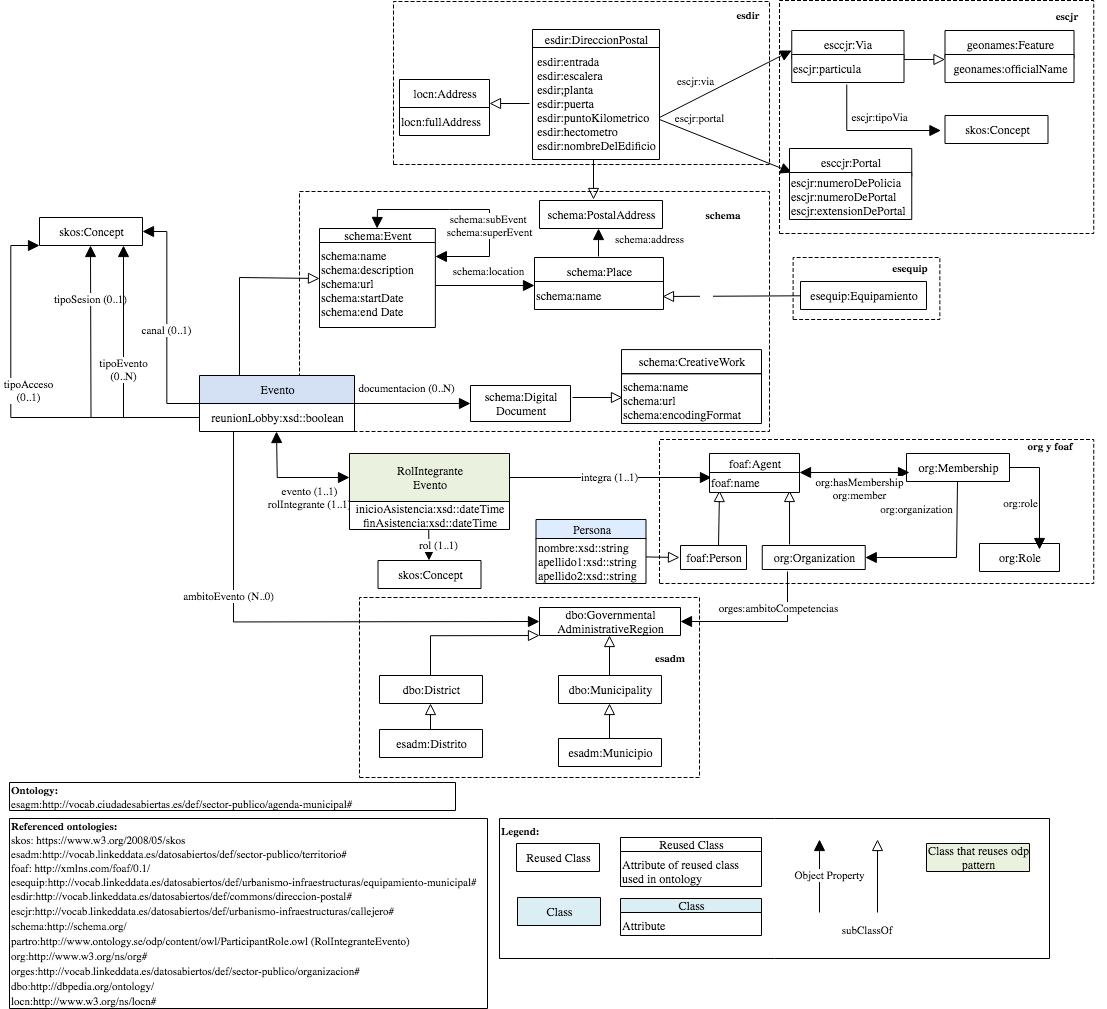 esdir
escjr
esdir:DireccionPostal
esdir:entrada
esdir:escalera
esdir;planta
esdir:puerta
esdir:puntoKilometrico
esdir:hectometro
esdir:nombreDelEdificio
locn:Address
locn:fullAddress
escjr:via
escjr:portal
esccjr:Via
escjr:particula
geonames:Feature
geonames:officialName
escjr:tipoVia
skos:Concept
esccjr:Portal
escjr:numeroDePolicia
escjr:numeroDePortal
escjr:extensionDePortal
schema
schema:PostalAddress
schema:address
schema:subEvent
schema:superEvent
schema:Event
schema:name
schema:description
schema:url
schema:startDate
schema:end Date
schema:location
schema:Place
schema:name
esequip
esequip:Equipamiento
skos:Concept
tipoSesion (0..1)
canal (0..1)
tipoEvento
(0..N)
tipoAcceso
(0..1)
Evento
reunionLobby:xsd::boolean
documentacion (0..N)
schema:Digital
Document
schema:CreativeWork
schema:name
schema:url
schema:encodingFormat
org y foaf
RolIntegrante
Evento
inicioAsistencia:xsd::dateTime
finAsistencia:xsd::dateTime
evento (1..1)
rolIntegrante (1..1)
integra (1..1)
rol (1..1)
skos:Concept
foaf:Agent
foaf:name
org:hasMembership
org:member
org:Membership
org:organization
org:role
Persona
nombre:xsd::string
apellido1:xsd::string
apellido2:xsd::string
foaf:Person
org:Organization
org:Role
ambitoEvento (N..0)
orges:ambitoCompetencias
dbo:Governmental
AdministrativeRegion
esadm
dbo:District
dbo:Municipality
esadm:Distrito
esadm:Municipio
Ontology:
esagm:http://vocab.ciudadesabiertas.es/def/sector-publico/agenda-municipal#
Referenced ontologies:
skos: https://www.w3.org/2008/05/skos
esadm:http://vocab.linkeddata.es/datosabiertos/def/sector-publico/territorio#
foaf: http://xmlns.com/foaf/0.1/
esequip:http://vocab.linkeddata.es/datosabiertos/def/urbanismo-infraestructuras/equipamiento-municipal#
esdir:http://vocab.linkeddata.es/datosabiertos/def/commons/direccion-postal#
escjr:http://vocab.linkeddata.es/datosabiertos/def/urbanismo-infraestructuras/callejero#
schema:http://schema.org/
partro:http://www.ontology.se/odp/content/owl/ParticipantRole.owl (RolIntegranteEvento)
org:http://www.w3.org/ns/org#
orges:http://vocab.linkeddata.es/datosabiertos/def/sector-publico/organizacion#
dbo:http://dbpedia.org/ontology/
locn:http://www.w3.org/ns/locn#
Legend:
Reused Class
Reused Class
Attribute of reused class
used in ontology
Class
Class
Attribute
Object Property
subClassOf
Class that reuses odp
pattern